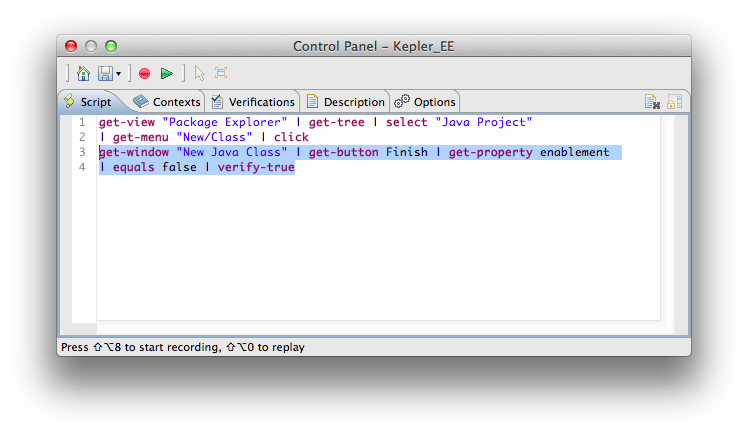 Control Panel – Kepler_EE
Script Contexts Verifications Description Options
1 get-view "Package Explorer" | get-tree | select "Java Project"
2 | get-menu "New/Class" | click
3 get-window "New Java Class" | get-button Finish | get-property enablement
4 | equals false | verify-true
Press ⇧⌥8 to start recording, ⇧⌥0 to replay